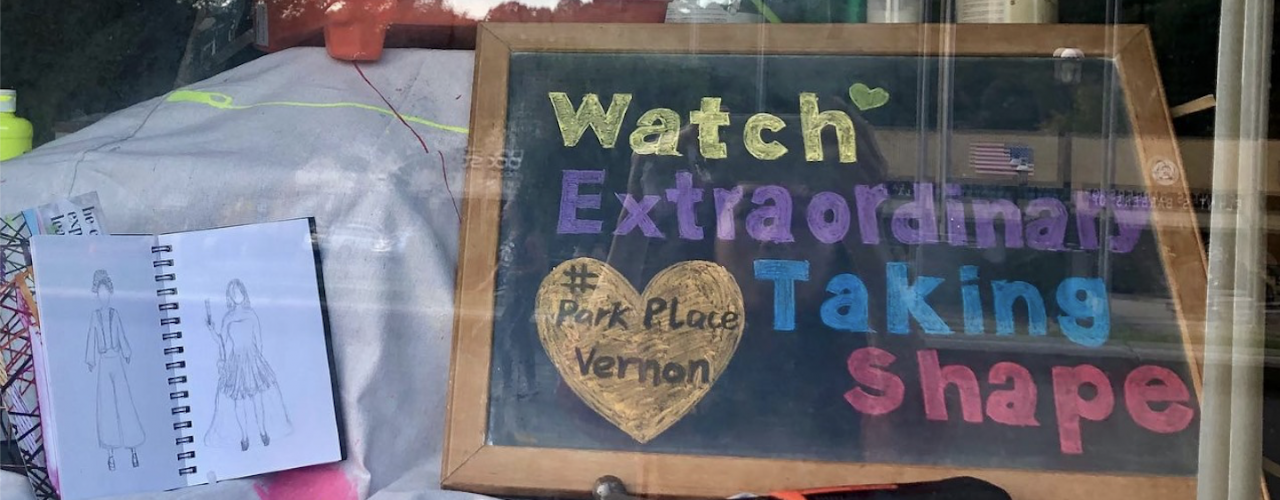 Watch
Extraordinary
Taking
Shape
#
Park Place
Vernon